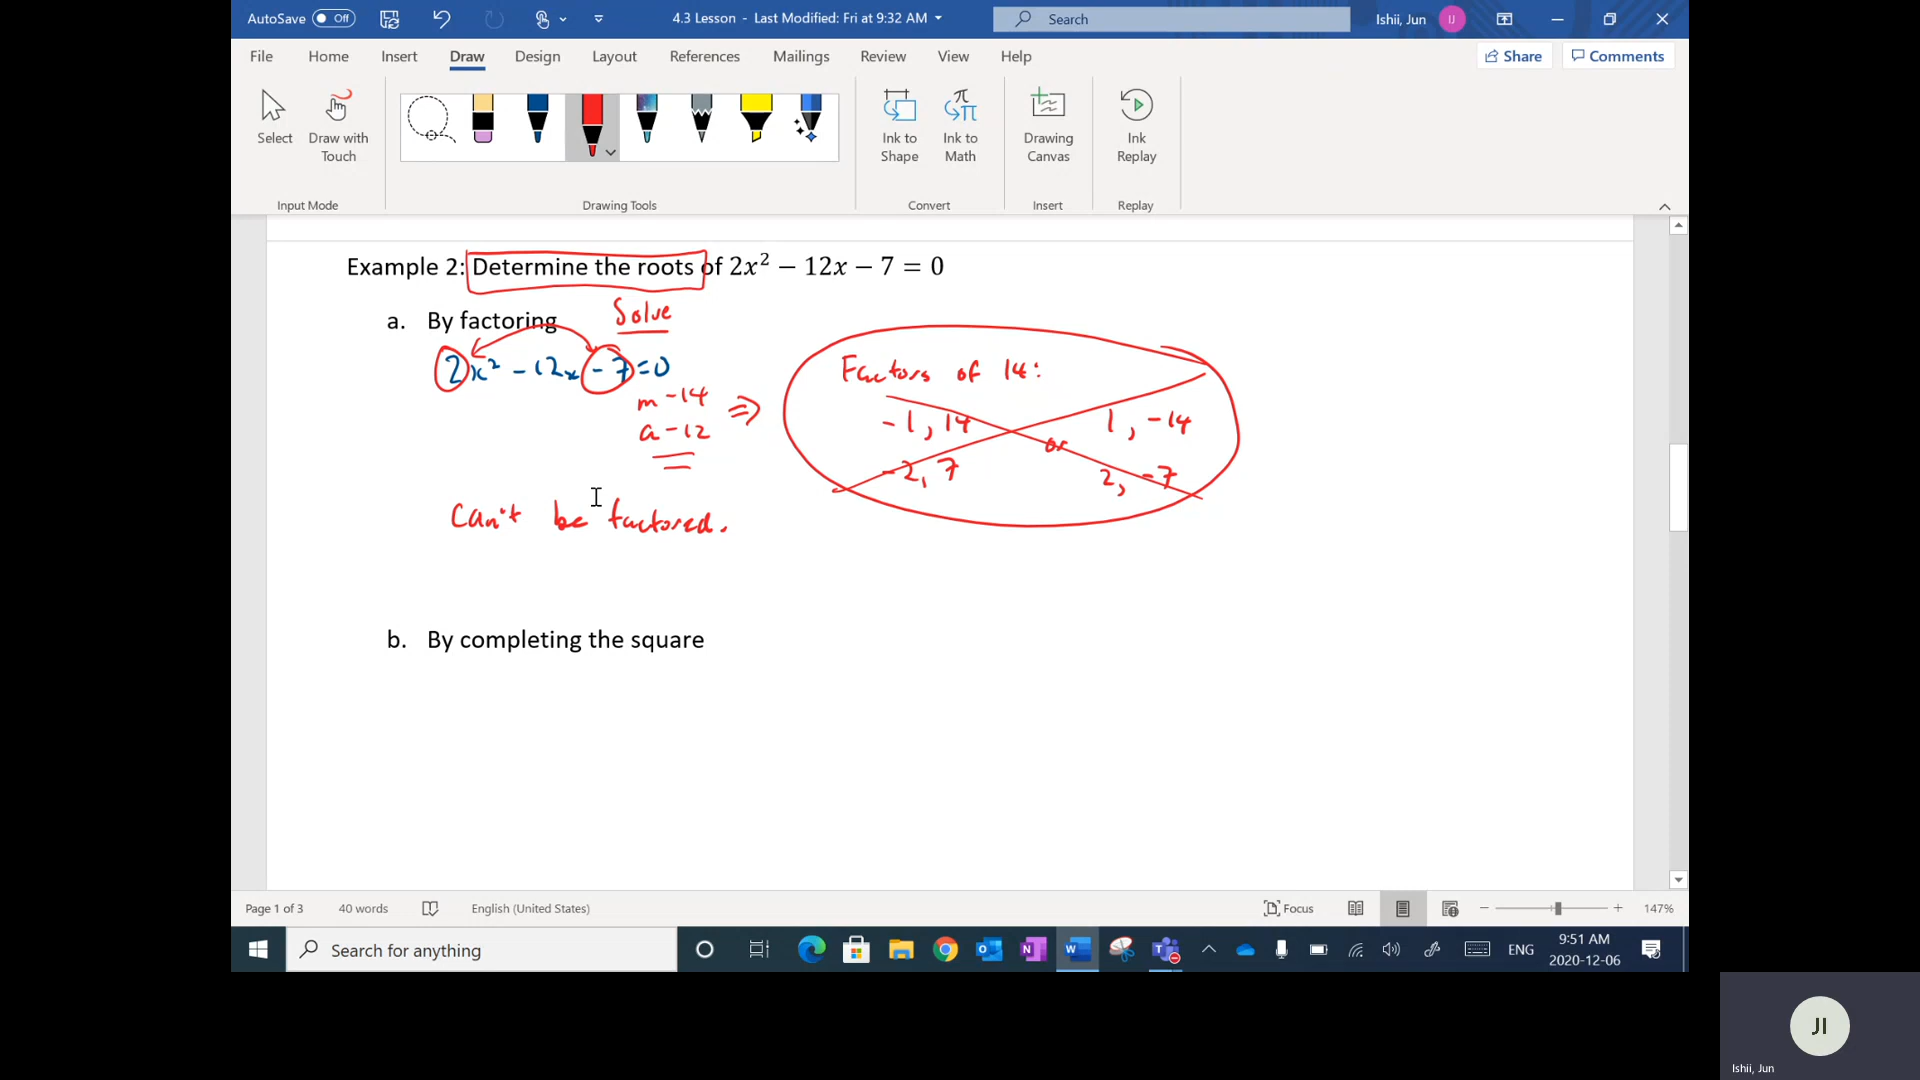 AutoSave Off 4.3 Lesson - Last Modified: Fri at 9:32 AM Search Ishii, Jun IJ
File Home Insert Draw Design Layout References Mailings Review View Help Share Comments
Select Draw with Touch Ink to Shape Ink to Math Drawing Canvas Ink Replay
Input Mode Drawing Tools Convert Insert Replay
Example 2: Determine the roots of 2x² − 12x − 7 = 0
a. By factoring
Solve
2x² - 12x - 7 = 0
m -14
a -12
⇒
Factors of 14:
-1, 14 or 1, -14
-2, 7 2, -7
Can't be factored.
b. By completing the square
Page 1 of 3 40 words English (United States) Focus 147%
Search for anything ENG 9:51 AM
2020-12-06
JI
Ishii, Jun